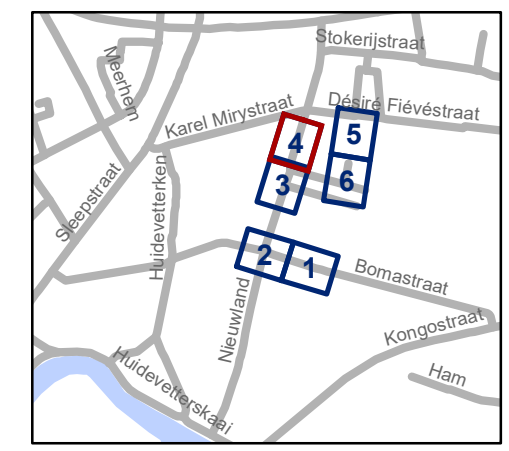 Stokerijstraat
Meerhem
Karel Mirystraat
Désiré Fiévéstraat
4
5
3
6
Sleepstraat
Huidevetterken
2
1
Bomastraat
Nieuwland
Kongostraat
Huidevetterskaai
Ham